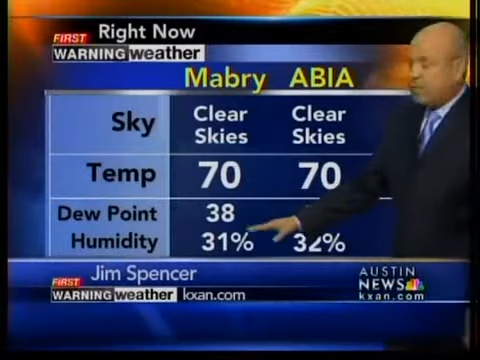 FIRST Right Now
WARNING weather
Mabry ABIA
Sky Clear Skies Clear Skies
Temp 70 70
Dew Point 38
Humidity 31% 32%
Jim Spencer
FIRST
WARNING weather kxan.com
AUSTIN
NEWS
kxan.com